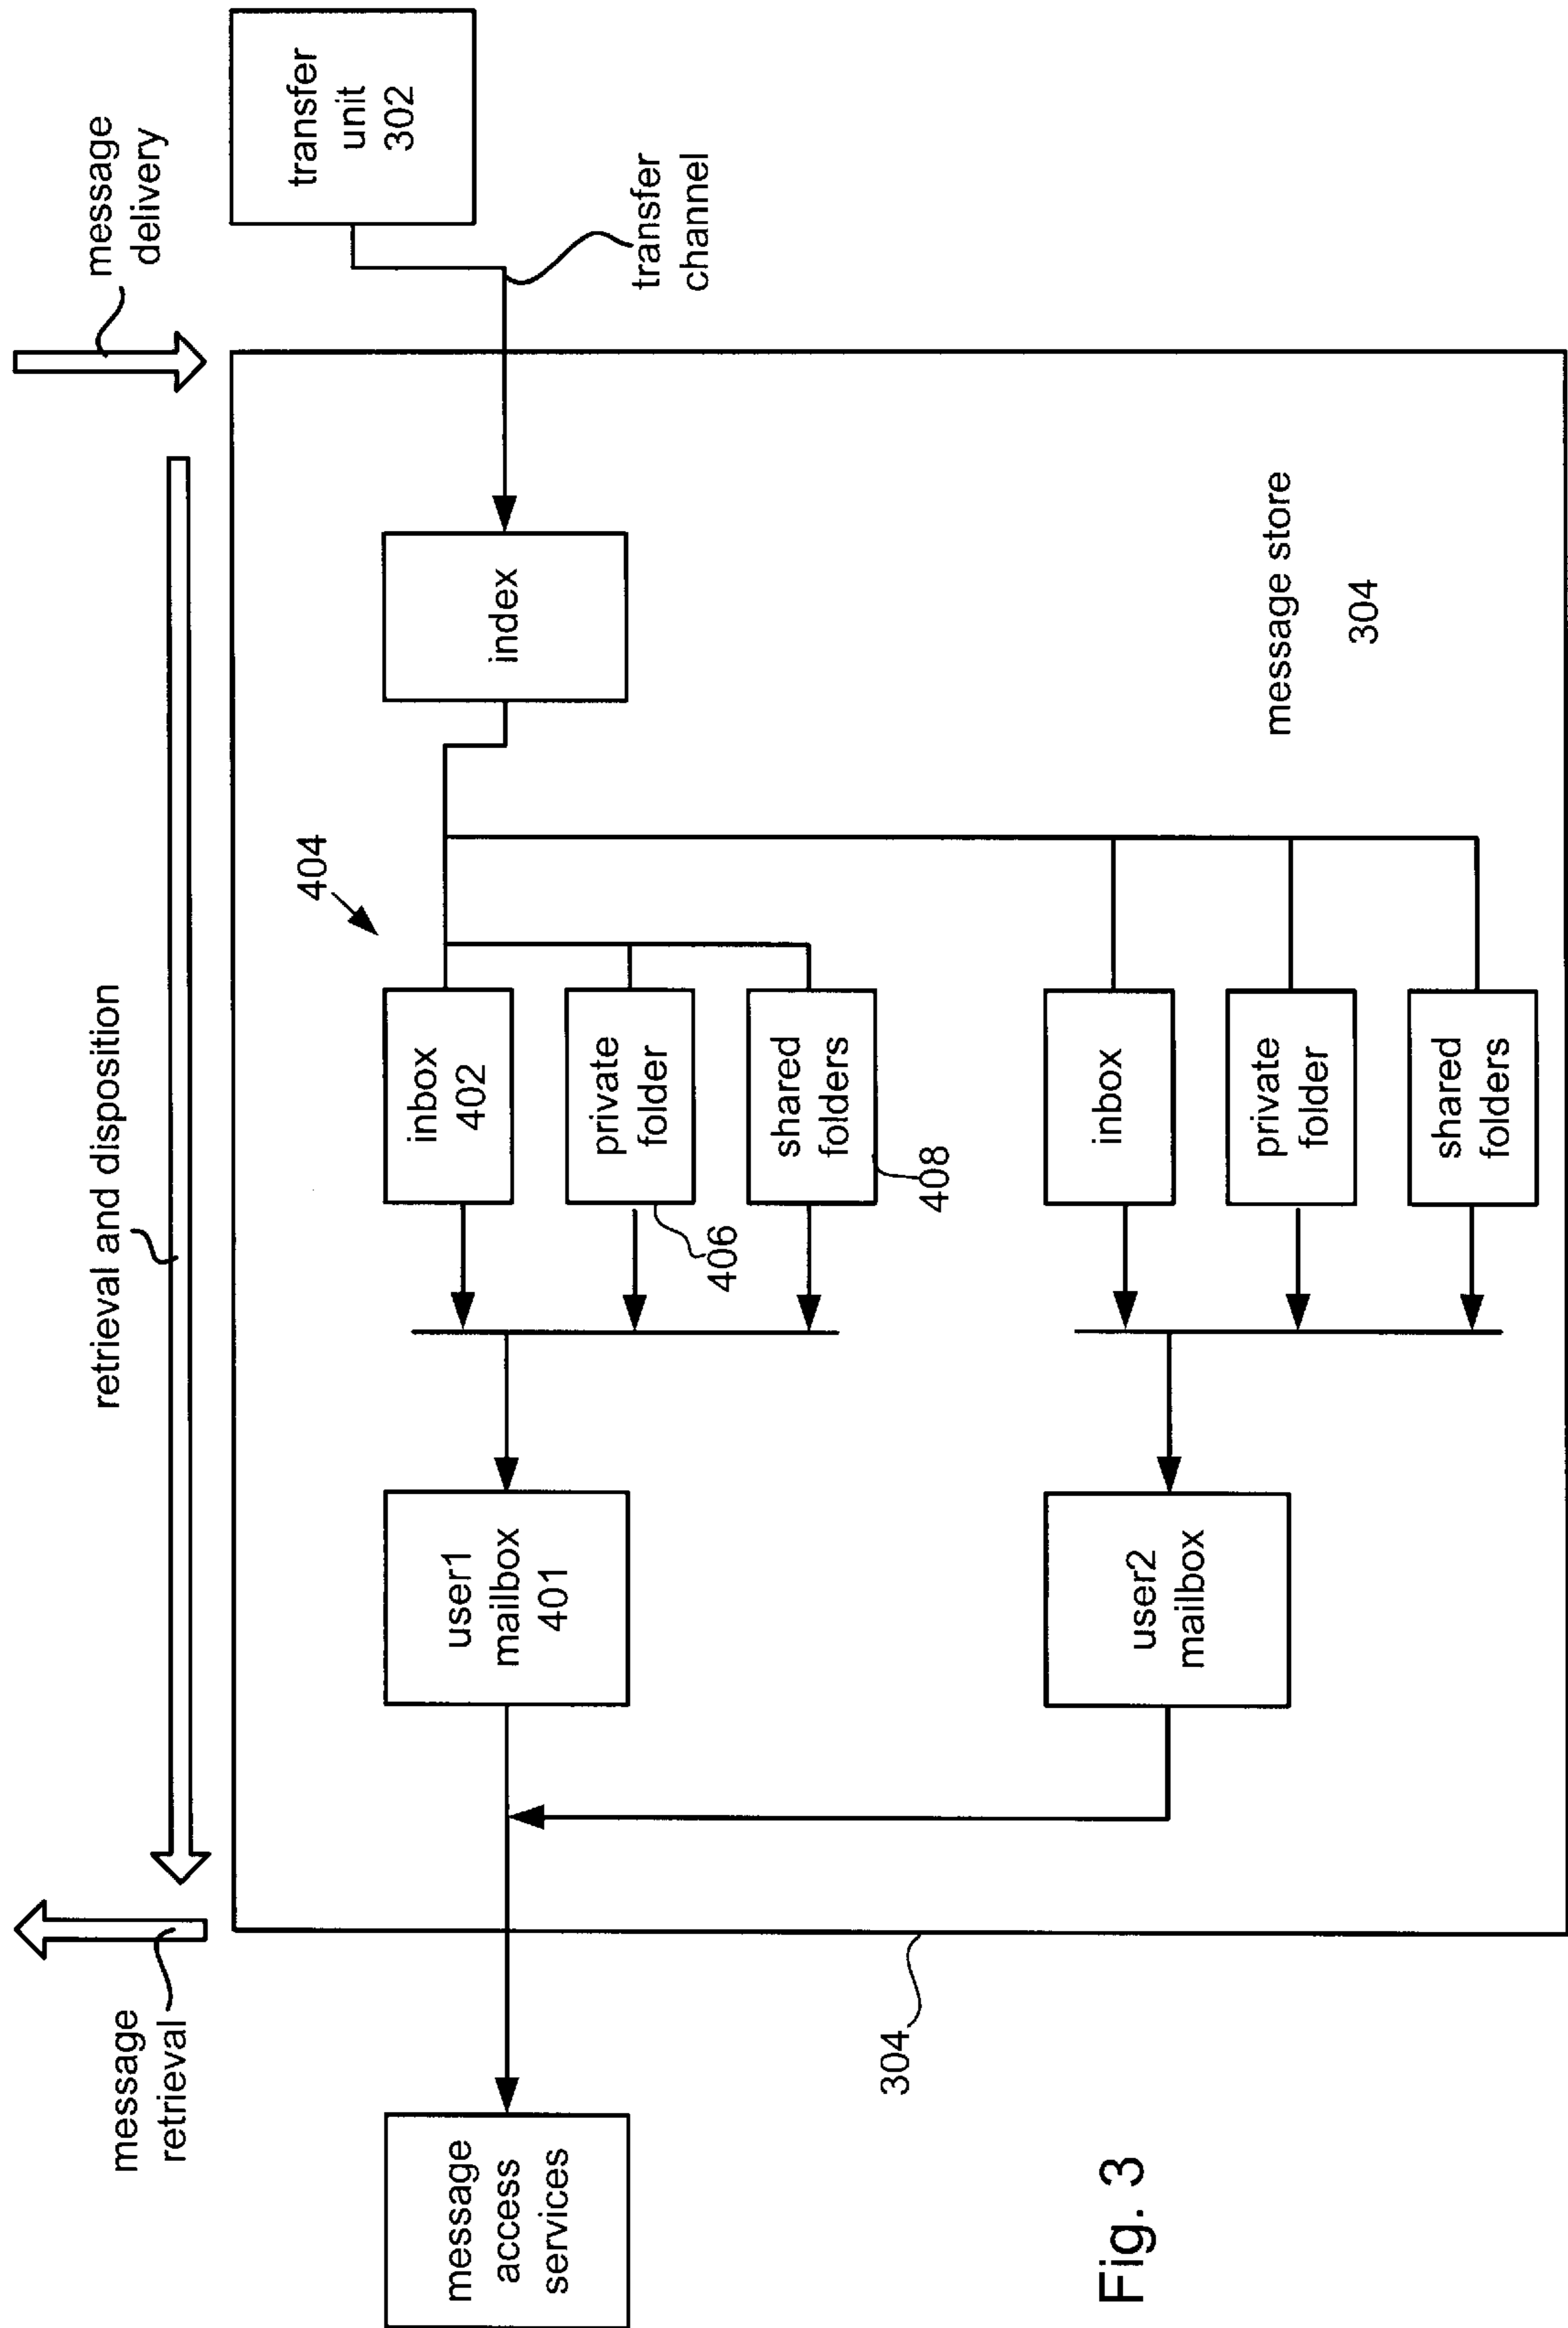 message
retrieval
retrieval and disposition
message
delivery
message
access
services
user1
mailbox
401
inbox
402
404
index
transfer
unit
302
private
folder
406
shared
folders
408
transfer
channel
304
user2
mailbox
inbox
private
folder
shared
folders
message store
304
Fig. 3